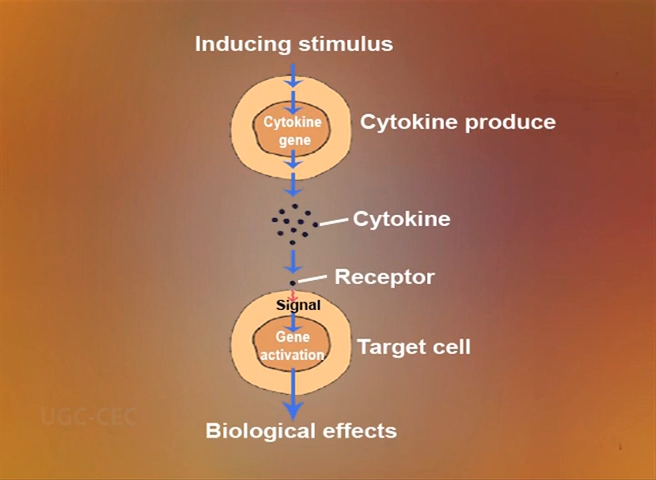 Inducing stimulus
Cytokine
gene
Cytokine produce
Cytokine
Receptor
Signal
Gene
activation
Target cell
UGC-CEC
Biological effects